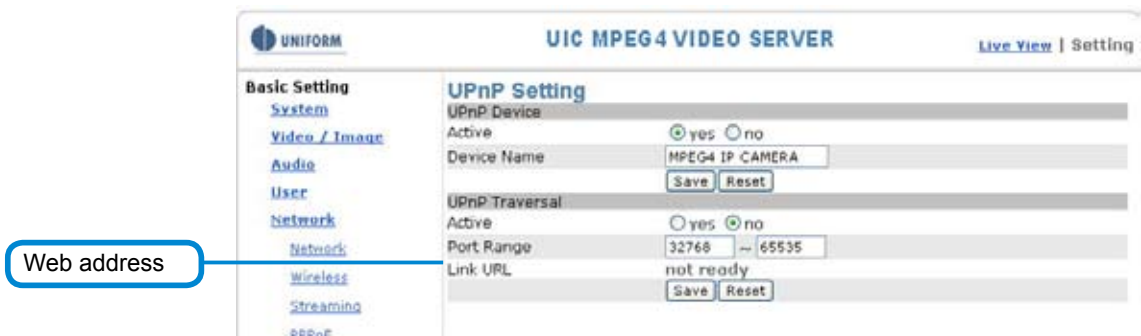 UNIFORM
UIC MPEG4 VIDEO SERVER
Live View | Setting
Basic Setting
System
Video / Image
Audio
User
Network
Network
Wireless
Streaming
PPPoE
UPnP Setting
UPnP Device
Active yes no
Device Name MPEG4 IP CAMERA
Save Reset
UPnP Traversal
Active yes no
Port Range 32768 ~ 65535
Link URL not ready
Save Reset
Web address